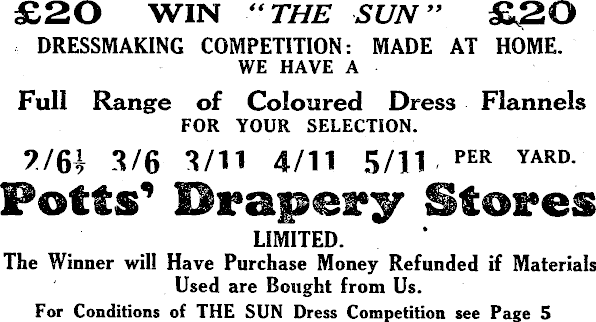 £20 WIN "THE SUN" £20
DRESSMAKING COMPETITION: MADE AT HOME.
WE HAVE A
Full Range of Coloured Dress Flannels
FOR YOUR SELECTION.
2/6½ 3/6 3/11 4/11 5/11 PER YARD.
Potts' Drapery Stores
LIMITED.
The Winner will Have Purchase Money Refunded if Materials
Used are Bought from Us.
For Conditions of THE SUN Dress Competition see Page 5